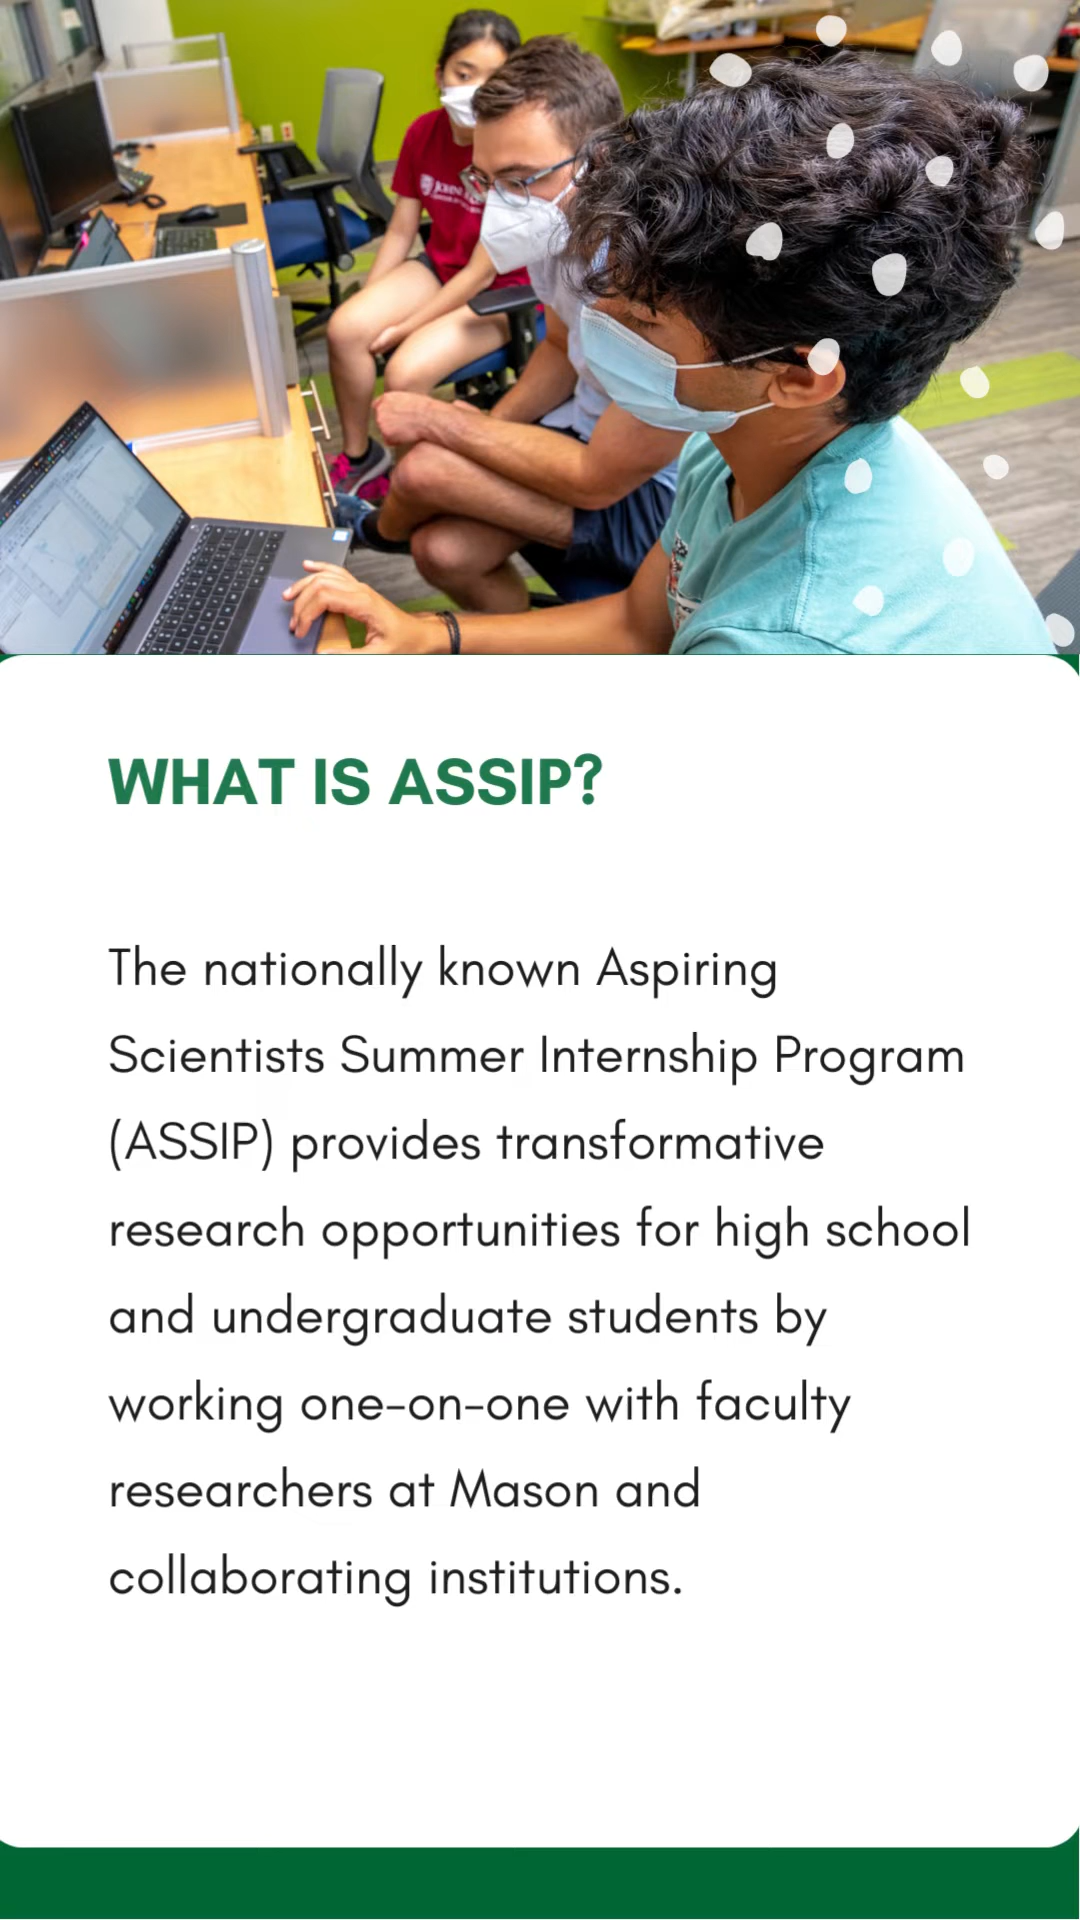 WHAT IS ASSIP?
The nationally known Aspiring
Scientists Summer Internship Program
(ASSIP) provides transformative
research opportunities for high school
and undergraduate students by
working one-on-one with faculty
researchers at Mason and
collaborating institutions.